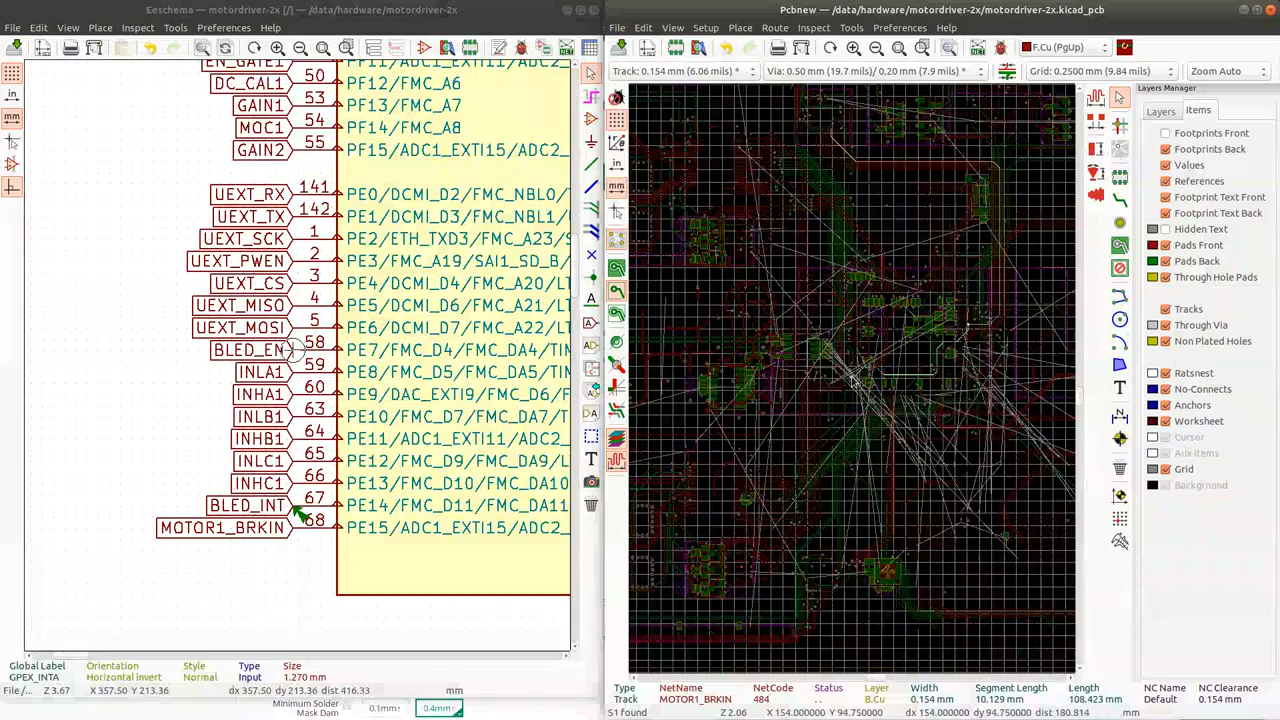 Eeschema — motordriver-2x [/] — /data/hardware/motordriver-2x
File Edit View Place Inspect Tools Preferences Help
EN_GATE1 PF11/ADC1_EXTI11/ADC2_
DC_CAL1 50 PF12/FMC_A6
GAIN1 53 PF13/FMC_A7
MOC1 54 PF14/FMC_A8
GAIN2 55 PF15/ADC1_EXTI15/ADC2_
UEXT_RX 141 PE0/DCMI_D2/FMC_NBL0/
UEXT_TX 142 PE1/DCMI_D3/FMC_NBL1/
UEXT_SCK 1 PE2/ETH_TXD3/FMC_A23/
UEXT_PWEN 2 PE3/FMC_A19/SAI1_SD_B/
UEXT_CS 3 PE4/DCMI_D4/FMC_A20/LT
UEXT_MISO 4 PE5/DCMI_D6/FMC_A21/LT
UEXT_MOSI 5 PE6/DCMI_D7/FMC_A22/LT
BLED_EN 58 PE7/FMC_D4/FMC_DA4/TIM
INLA1 59 PE8/FMC_D5/FMC_DA5/TIM
INHA1 60 PE9/DAC_EXTI9/FMC_D6/F
INLB1 63 PE10/FMC_D7/FMC_DA7/T
INHB1 64 PE11/ADC1_EXTI11/ADC2_
INLC1 65 PE12/FMC_D9/FMC_DA9/L
INHC1 66 PE13/FMC_D10/FMC_DA10
BLED_INT 67 PE14/FMC_D11/FMC_DA11
MOTOR1_BRKIN 68 PE15/ADC1_EXTI15/ADC2_
in
mm
Global Label Orientation Style Type Size
GPEX_INTA Horizontal invert Normal Input 1.270 mm
File /... Z 3.67 X 357.50 Y 213.36 dx 357.50 dy 213.36 dist 416.33 mm
Minimum Solder
Mask Dam 0.1mm↑ 0.4mm↑
Pcbnew — /data/hardware/motordriver-2x/motordriver-2x.kicad_pcb
File Edit View Setup Place Route Inspect Tools Preferences Help
F.Cu (PgUp)
Track: 0.154 mm (6.06 mils) * Via: 0.50 mm (19.7 mils)/ 0.20 mm (7.9 mils) * Grid: 0.2500 mm (9.84 mils) Zoom Auto
in
mm
Layers Manager
Layers Items
Footprints Front
Footprints Back
Values
References
Footprint Text Front
Footprint Text Back
Hidden Text
Pads Front
Pads Back
Through Hole Pads
Tracks
Through Via
Non Plated Holes
Ratsnest
No-Connects
Anchors
Worksheet
Cursor
Aux items
Grid
Background
Type NetName NetCode Status Layer Width Segment Length Length NC Name NC Clearance
Track MOTOR1_BRKIN 484 .. B.Cu 0.154 mm 10.129 mm 108.423 mm Default 0.154 mm
S1 found Z 2.06 X 154.000000 Y 94.750000 dx 154.000000 dy 94.750000 dist 180.814 mm